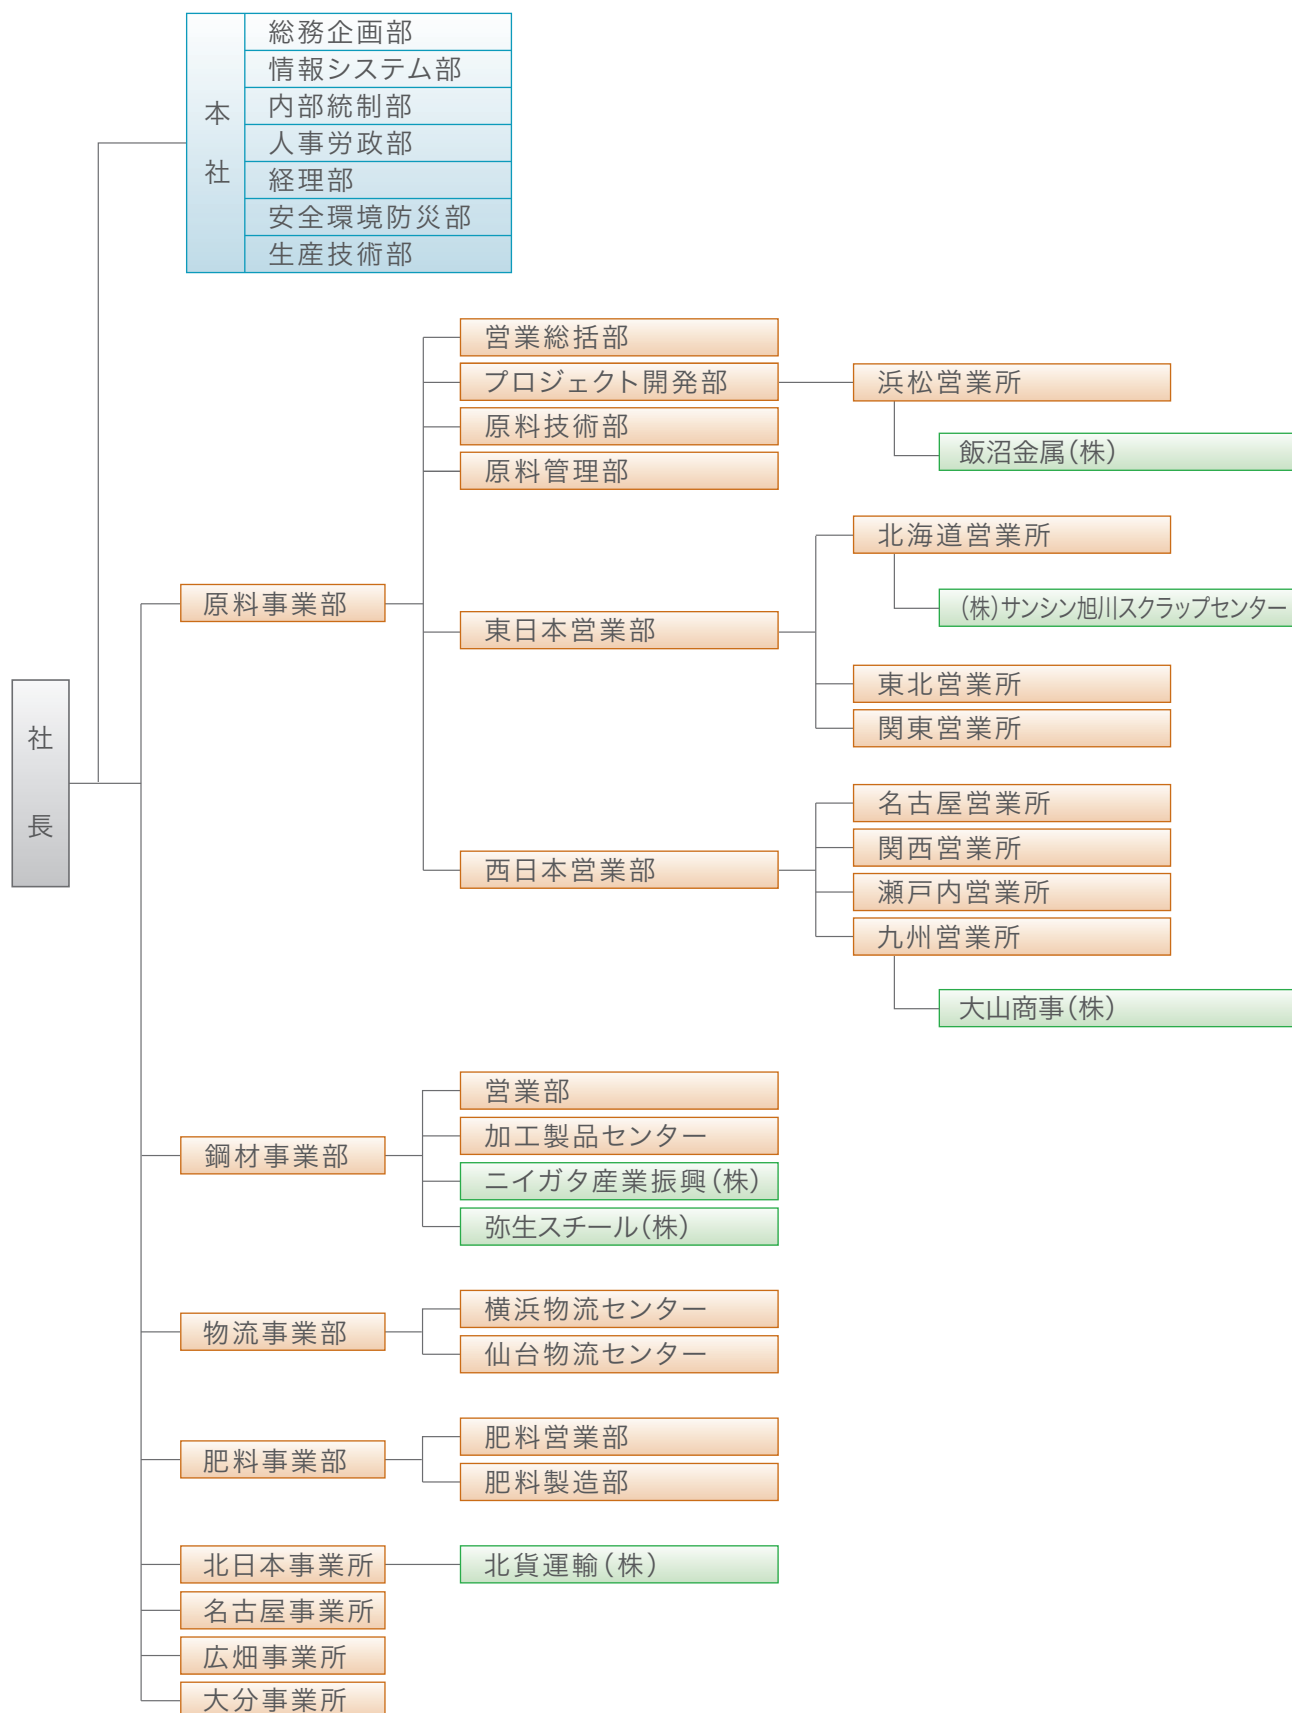 社長
本社
総務企画部
情報システム部
内部統制部
人事労政部
経理部
安全環境防災部
生産技術部
原料事業部
営業総括部
プロジェクト開発部
浜松営業所
飯沼金属(株)
原料技術部
原料管理部
東日本営業部
北海道営業所
(株)サンシン旭川スクラップセンター
東北営業所
関東営業所
西日本営業部
名古屋営業所
関西営業所
瀬戸内営業所
九州営業所
大山商事(株)
鋼材事業部
営業部
加工製品センター
ニイガタ産業振興(株)
弥生スチール(株)
物流事業部
横浜物流センター
仙台物流センター
肥料事業部
肥料営業部
肥料製造部
北日本事業所
北貨運輸(株)
名古屋事業所
広畑事業所
大分事業所